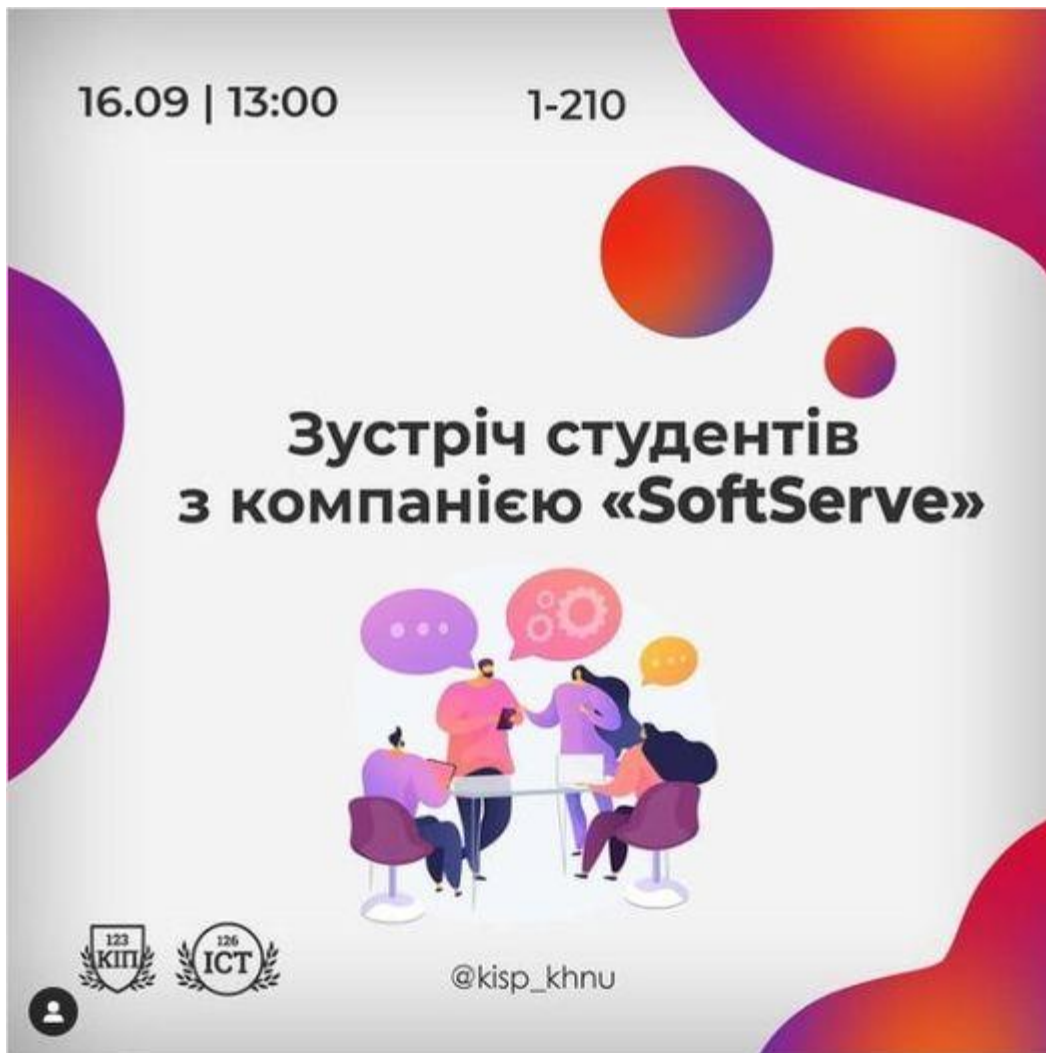 16.09 | 13:00
1-210
Зустріч студентів
з компанією «SoftServe»
123
КІП
126
ІСТ
@kisp_khnu